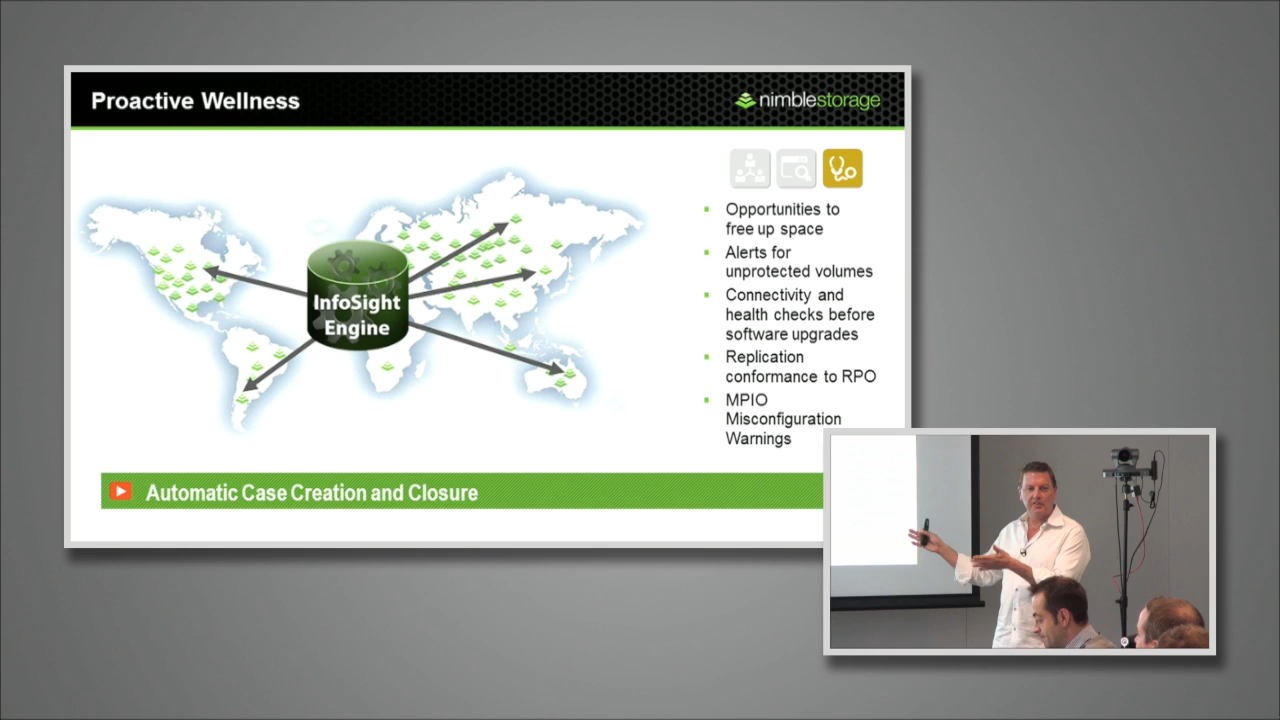 Proactive Wellness
nimblestorage
InfoSight
Engine
Opportunities to
free up space
Alerts for
unprotected volumes
Connectivity and
health checks before
software upgrades
Replication
conformance to RPO
MPIO
Misconfiguration
Warnings
Automatic Case Creation and Closure